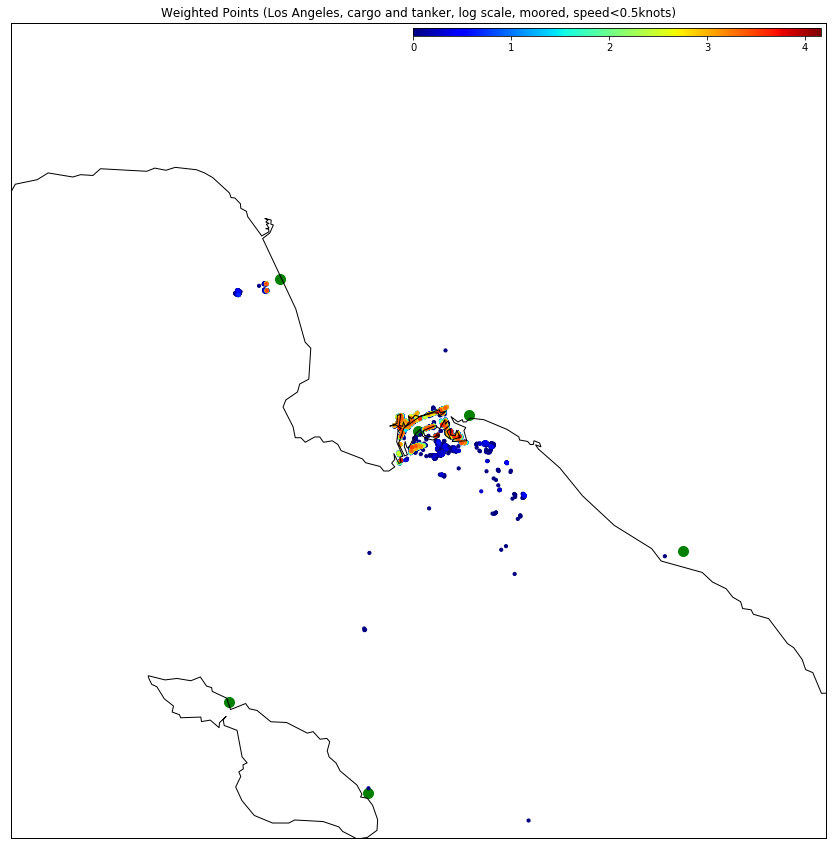 Weighted Points (Los Angeles, cargo and tanker, log scale, moored, speed<0.5knots)
0 1 2 3 4